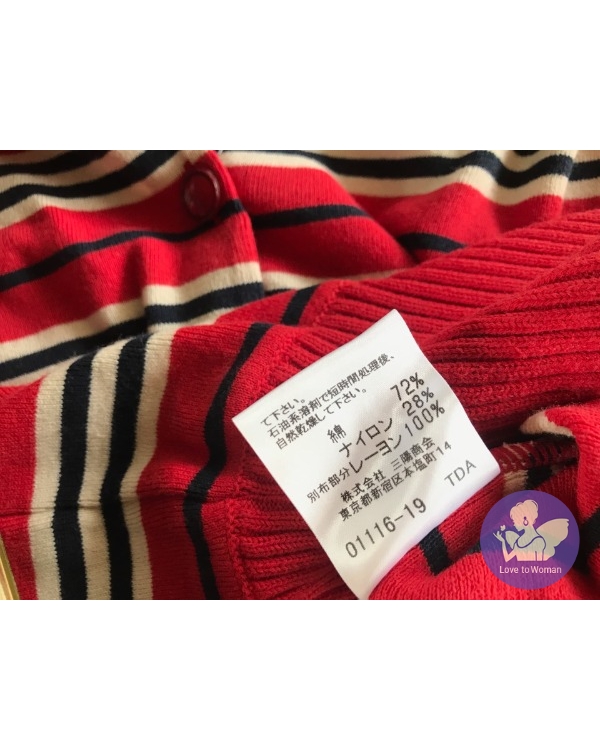 て下さい。
石油系溶剤で短時間処理後、
自然乾燥して下さい。
綿 72%
ナイロン 28%
別布部分レーヨン100%
株式会社 三陽商会
東京都新宿区本塩町14
01116-19 TDA
Love to Woman